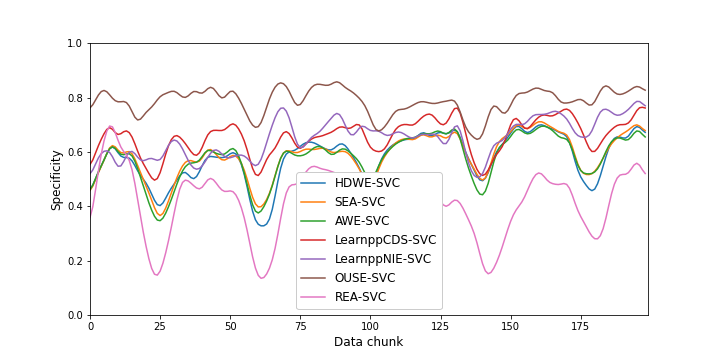 1.0
0.8
0.6
0.4
0.2
0.0
Specificity
HDWE-SVC
SEA-SVC
AWE-SVC
LearnppCDS-SVC
LearnppNIE-SVC
OUSE-SVC
REA-SVC
0 25 50 75 100 125 150 175
Data chunk